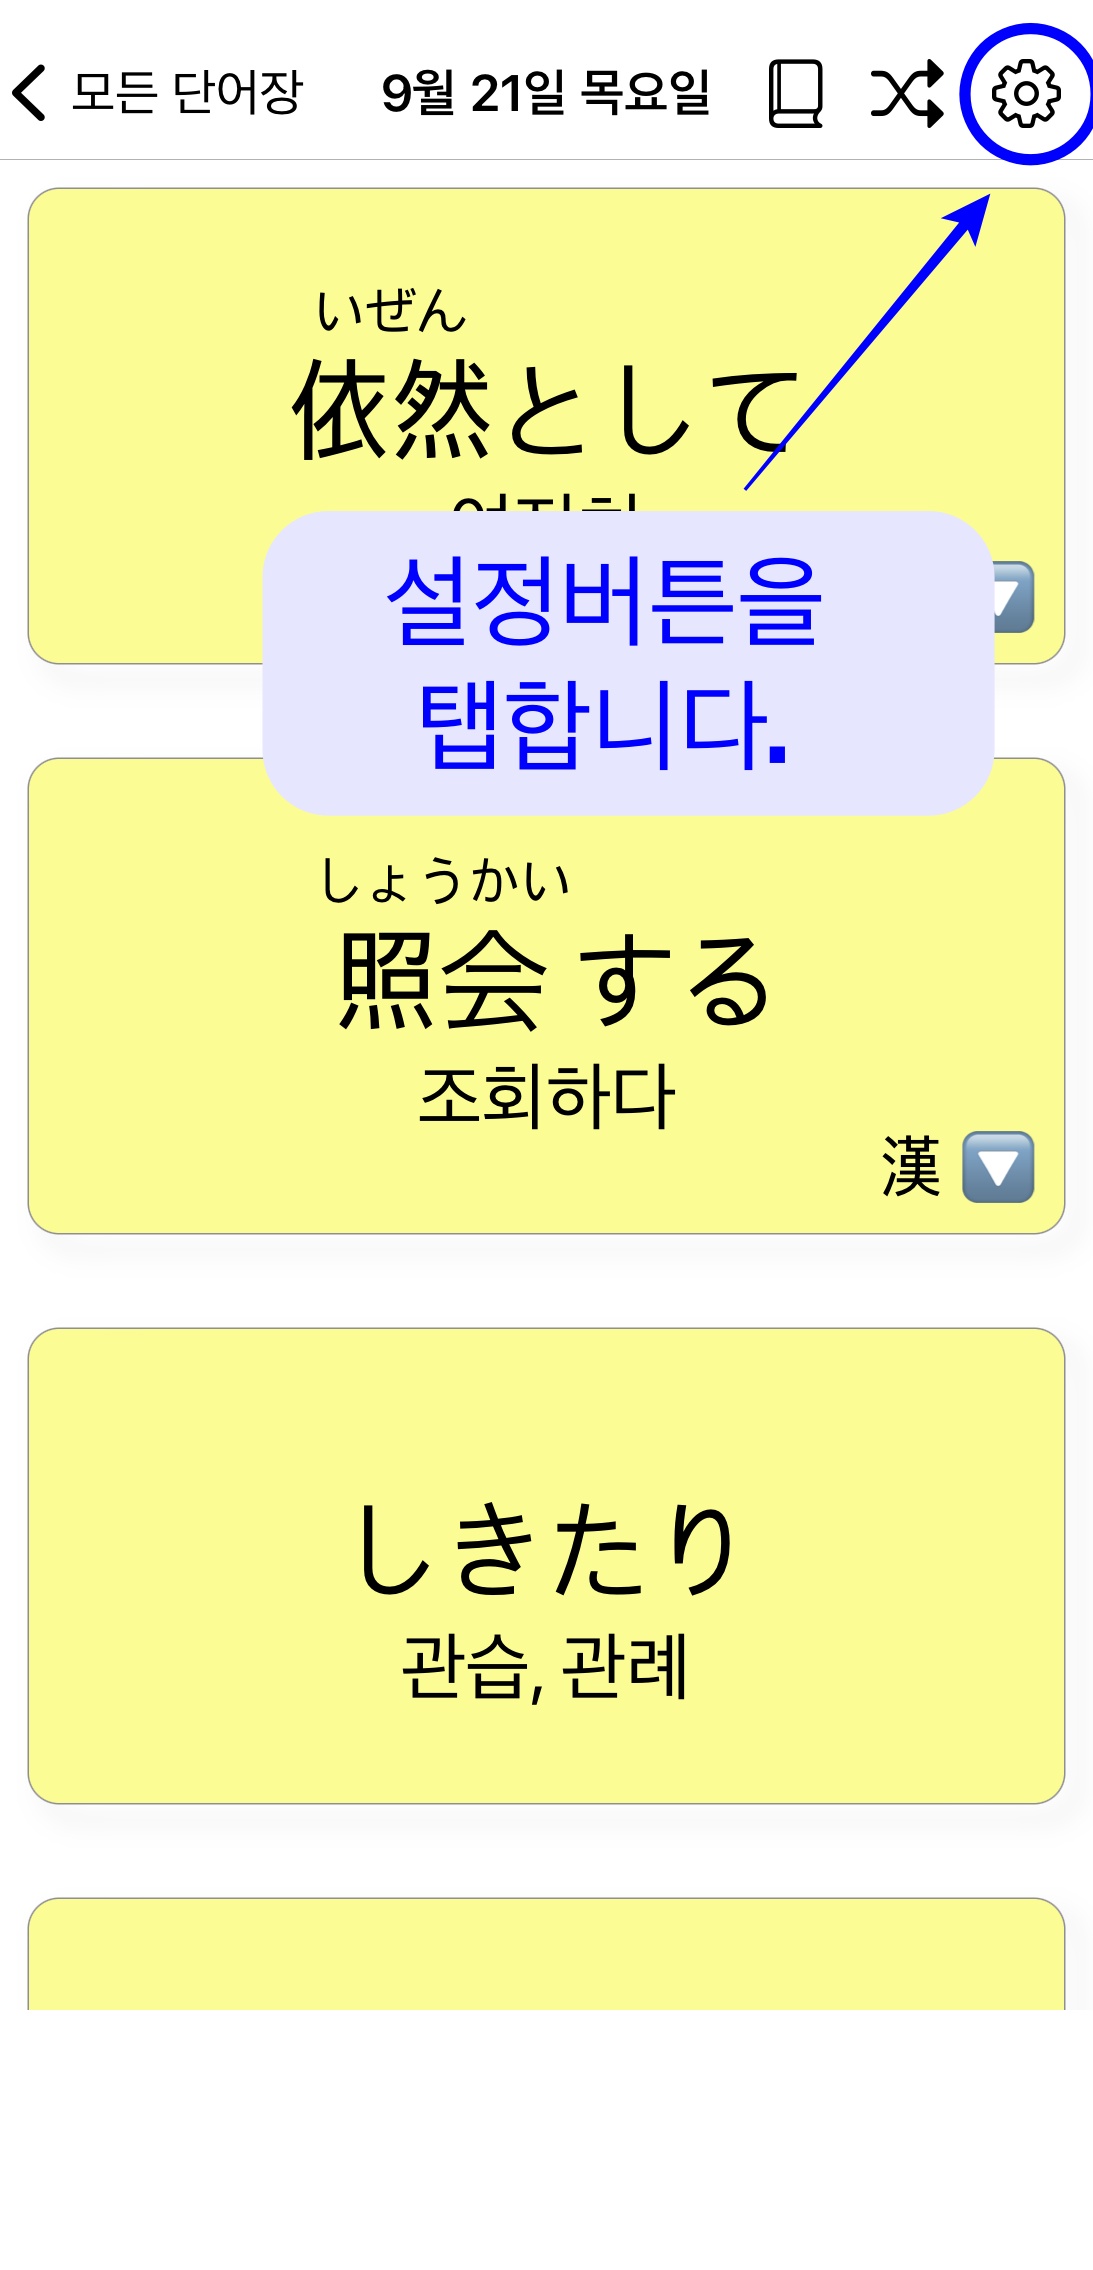 모든 단어장 9월 21일 목요일
いぜん
依然として
설정버튼을
탭합니다.
しょうかい
照会 する
조회하다
漢
しきたり
관습, 관례